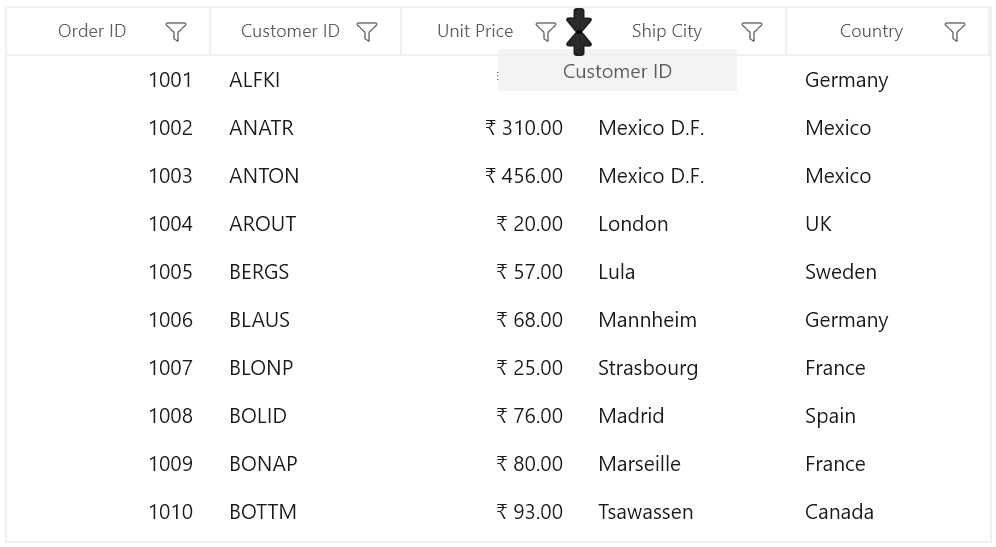 Order ID Customer ID Unit Price Ship City Country
Customer ID
1001 ALFKI Germany
1002 ANATR ₹ 310.00 Mexico D.F. Mexico
1003 ANTON ₹ 456.00 Mexico D.F. Mexico
1004 AROUT ₹ 20.00 London UK
1005 BERGS ₹ 57.00 Lula Sweden
1006 BLAUS ₹ 68.00 Mannheim Germany
1007 BLONP ₹ 25.00 Strasbourg France
1008 BOLID ₹ 76.00 Madrid Spain
1009 BONAP ₹ 80.00 Marseille France
1010 BOTTM ₹ 93.00 Tsawassen Canada